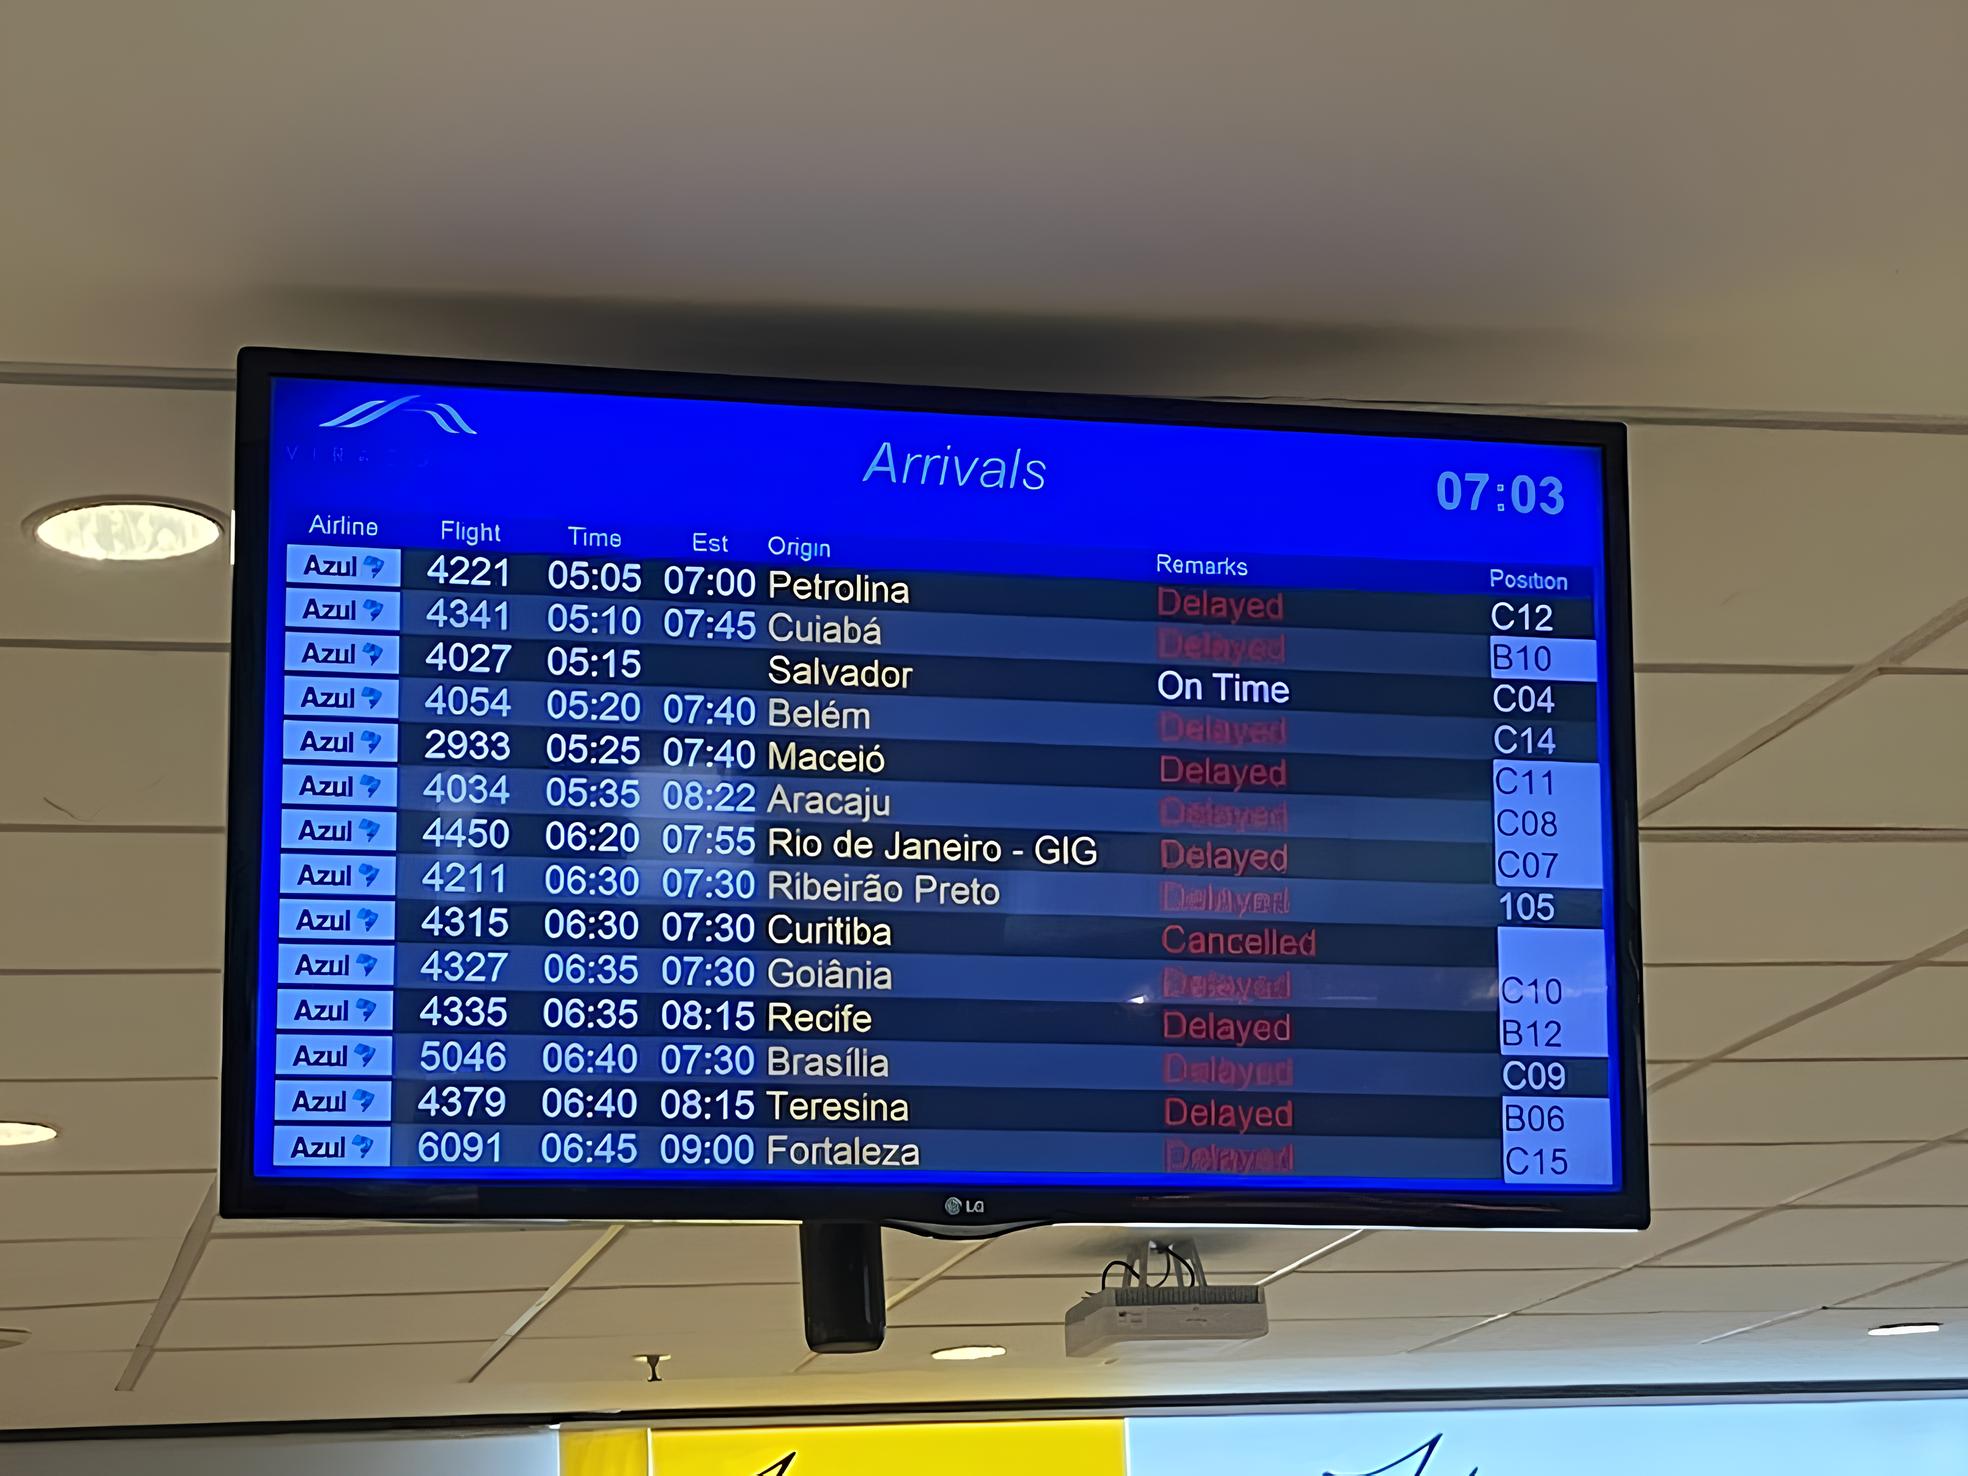 Arrivals
07:03
Airline Flight Time Est Origin Remarks Position
Azul 4221 05:05 07:00 Petrolina Delayed C12
Azul 4341 05:10 07:45 Cuiabá Delayed B10
Azul 4027 05:15 Salvador On Time C04
Azul 4054 05:20 07:40 Belém Delayed C14
Azul 2933 05:25 07:40 Maceió Delayed C11
Azul 4034 05:35 08:22 Aracaju Delayed C08
Azul 4450 06:20 07:55 Rio de Janeiro - GIG Delayed C07
Azul 4211 06:30 07:30 Ribeirão Preto Delayed 105
Azul 4315 06:30 07:30 Curitiba Cancelled
Azul 4327 06:35 07:30 Goiânia Delayed C10
Azul 4335 06:35 08:15 Recife Delayed B12
Azul 5046 06:40 07:30 Brasília Delayed C09
Azul 4379 06:40 08:15 Teresina Delayed B06
Azul 6091 06:45 09:00 Fortaleza Delayed C15
LG